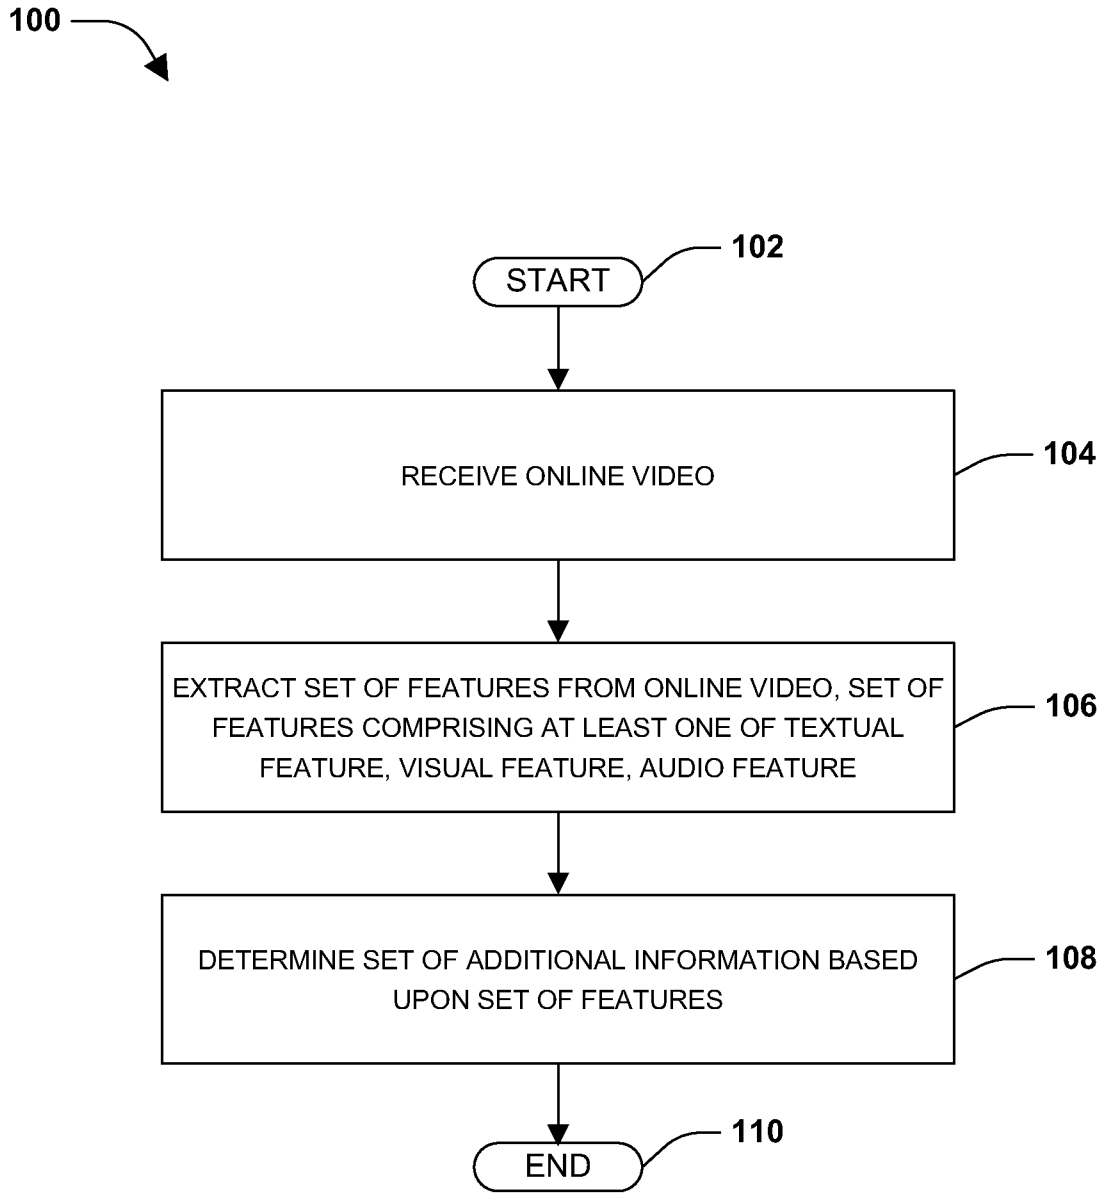 100
102
START
104
RECEIVE ONLINE VIDEO
EXTRACT SET OF FEATURES FROM ONLINE VIDEO, SET OF
FEATURES COMPRISING AT LEAST ONE OF TEXTUAL
FEATURE, VISUAL FEATURE, AUDIO FEATURE
106
DETERMINE SET OF ADDITIONAL INFORMATION BASED
UPON SET OF FEATURES
108
110
END